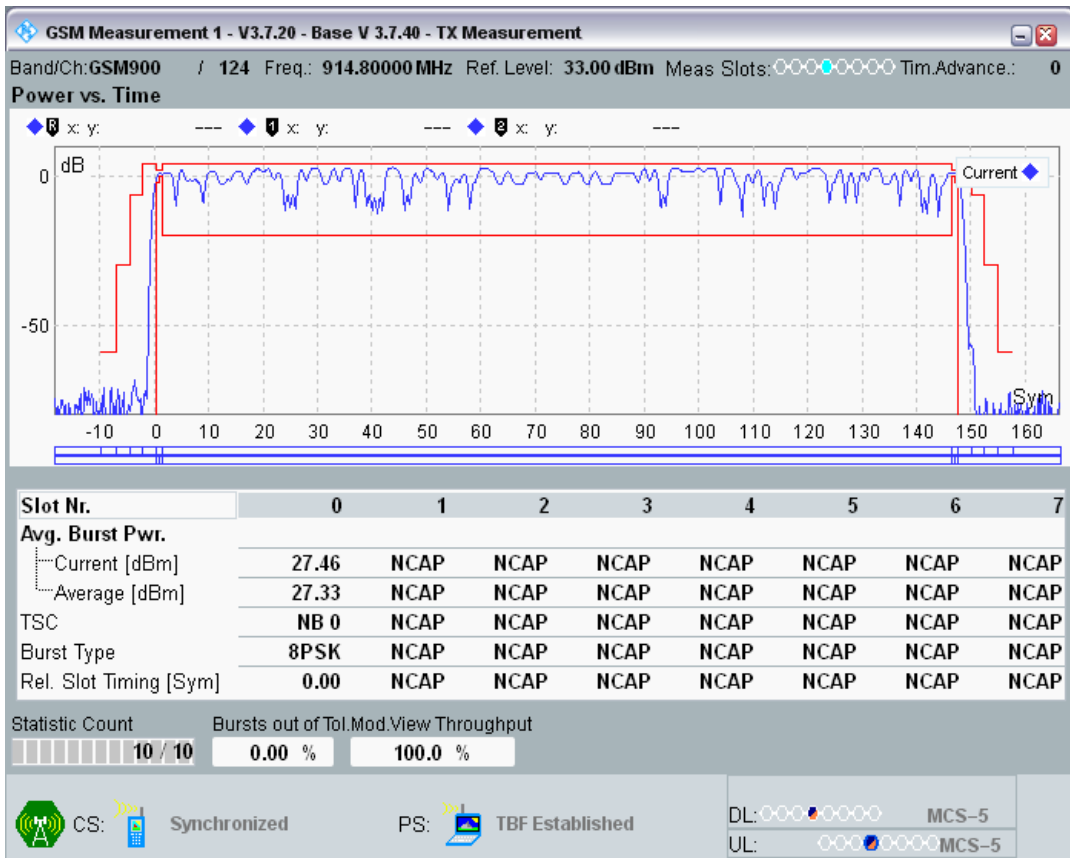 GSM Measurement 1 - V3.7.20 - Base V 3.7.40 - TX Measurement
Band/Ch:GSM900 / 124 Freq.: 914.80000 MHz Ref. Level: 33.00 dBm Meas Slots: Tim.Advance.: 0
Power vs. Time
R x: y: --- 1 x: y: --- 2 x: y: ---
dB
Current
0
-50
Sym
-10 0 10 20 30 40 50 60 70 80 90 100 110 120 130 140 150 160
Slot Nr. 0 1 2 3 4 5 6 7
Avg. Burst Pwr.
Current [dBm] 27.46 NCAP NCAP NCAP NCAP NCAP NCAP NCAP
Average [dBm] 27.33 NCAP NCAP NCAP NCAP NCAP NCAP NCAP
TSC NB 0 NCAP NCAP NCAP NCAP NCAP NCAP NCAP
Burst Type 8PSK NCAP NCAP NCAP NCAP NCAP NCAP NCAP
Rel. Slot Timing [Sym] 0.00 NCAP NCAP NCAP NCAP NCAP NCAP NCAP
Statistic Count Bursts out of Tol. Mod.View Throughput
10 / 10 0.00 % 100.0 %
CS: Synchronized PS: TBF Established
DL: MCS-5
UL: MCS-5